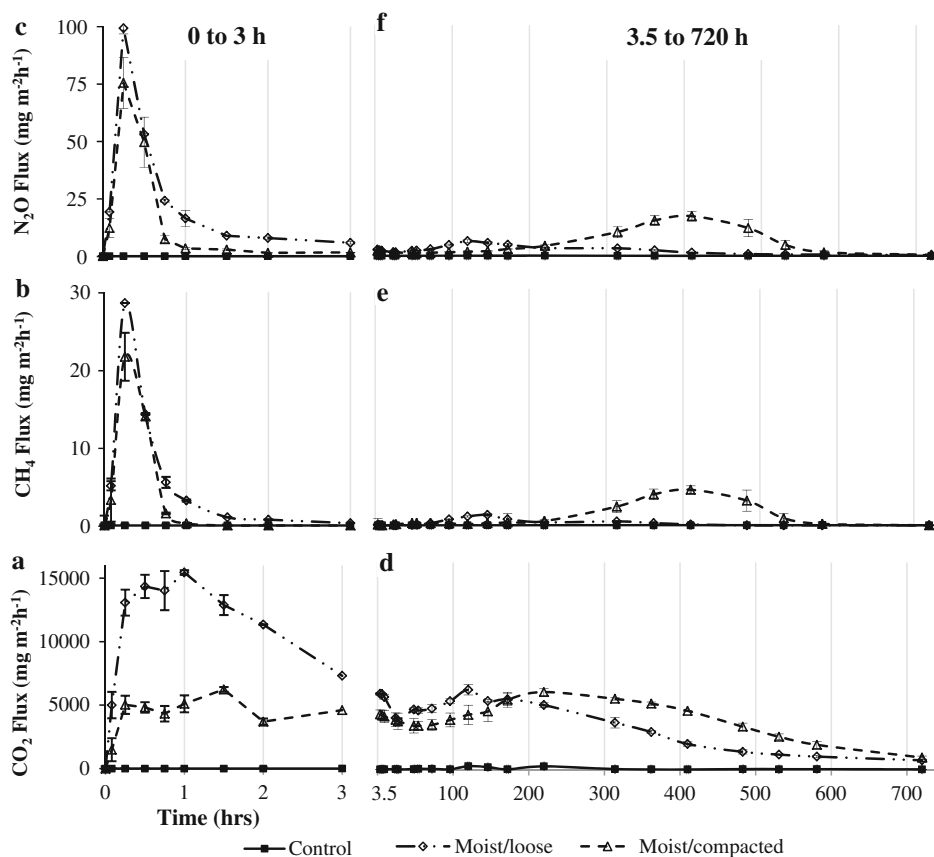 c
f
0 to 3 h
3.5 to 720 h
N₂O Flux (mg m⁻²h⁻¹)
100
75
50
25
0
b
e
CH₄ Flux (mg m⁻²h⁻¹)
30
20
10
0
a
d
CO₂ Flux (mg m⁻²h⁻¹)
15000
10000
5000
0
0 1 2 3
3.5 100 200 300 400 500 600 700
Time (hrs)
Control Moist/loose Moist/compacted